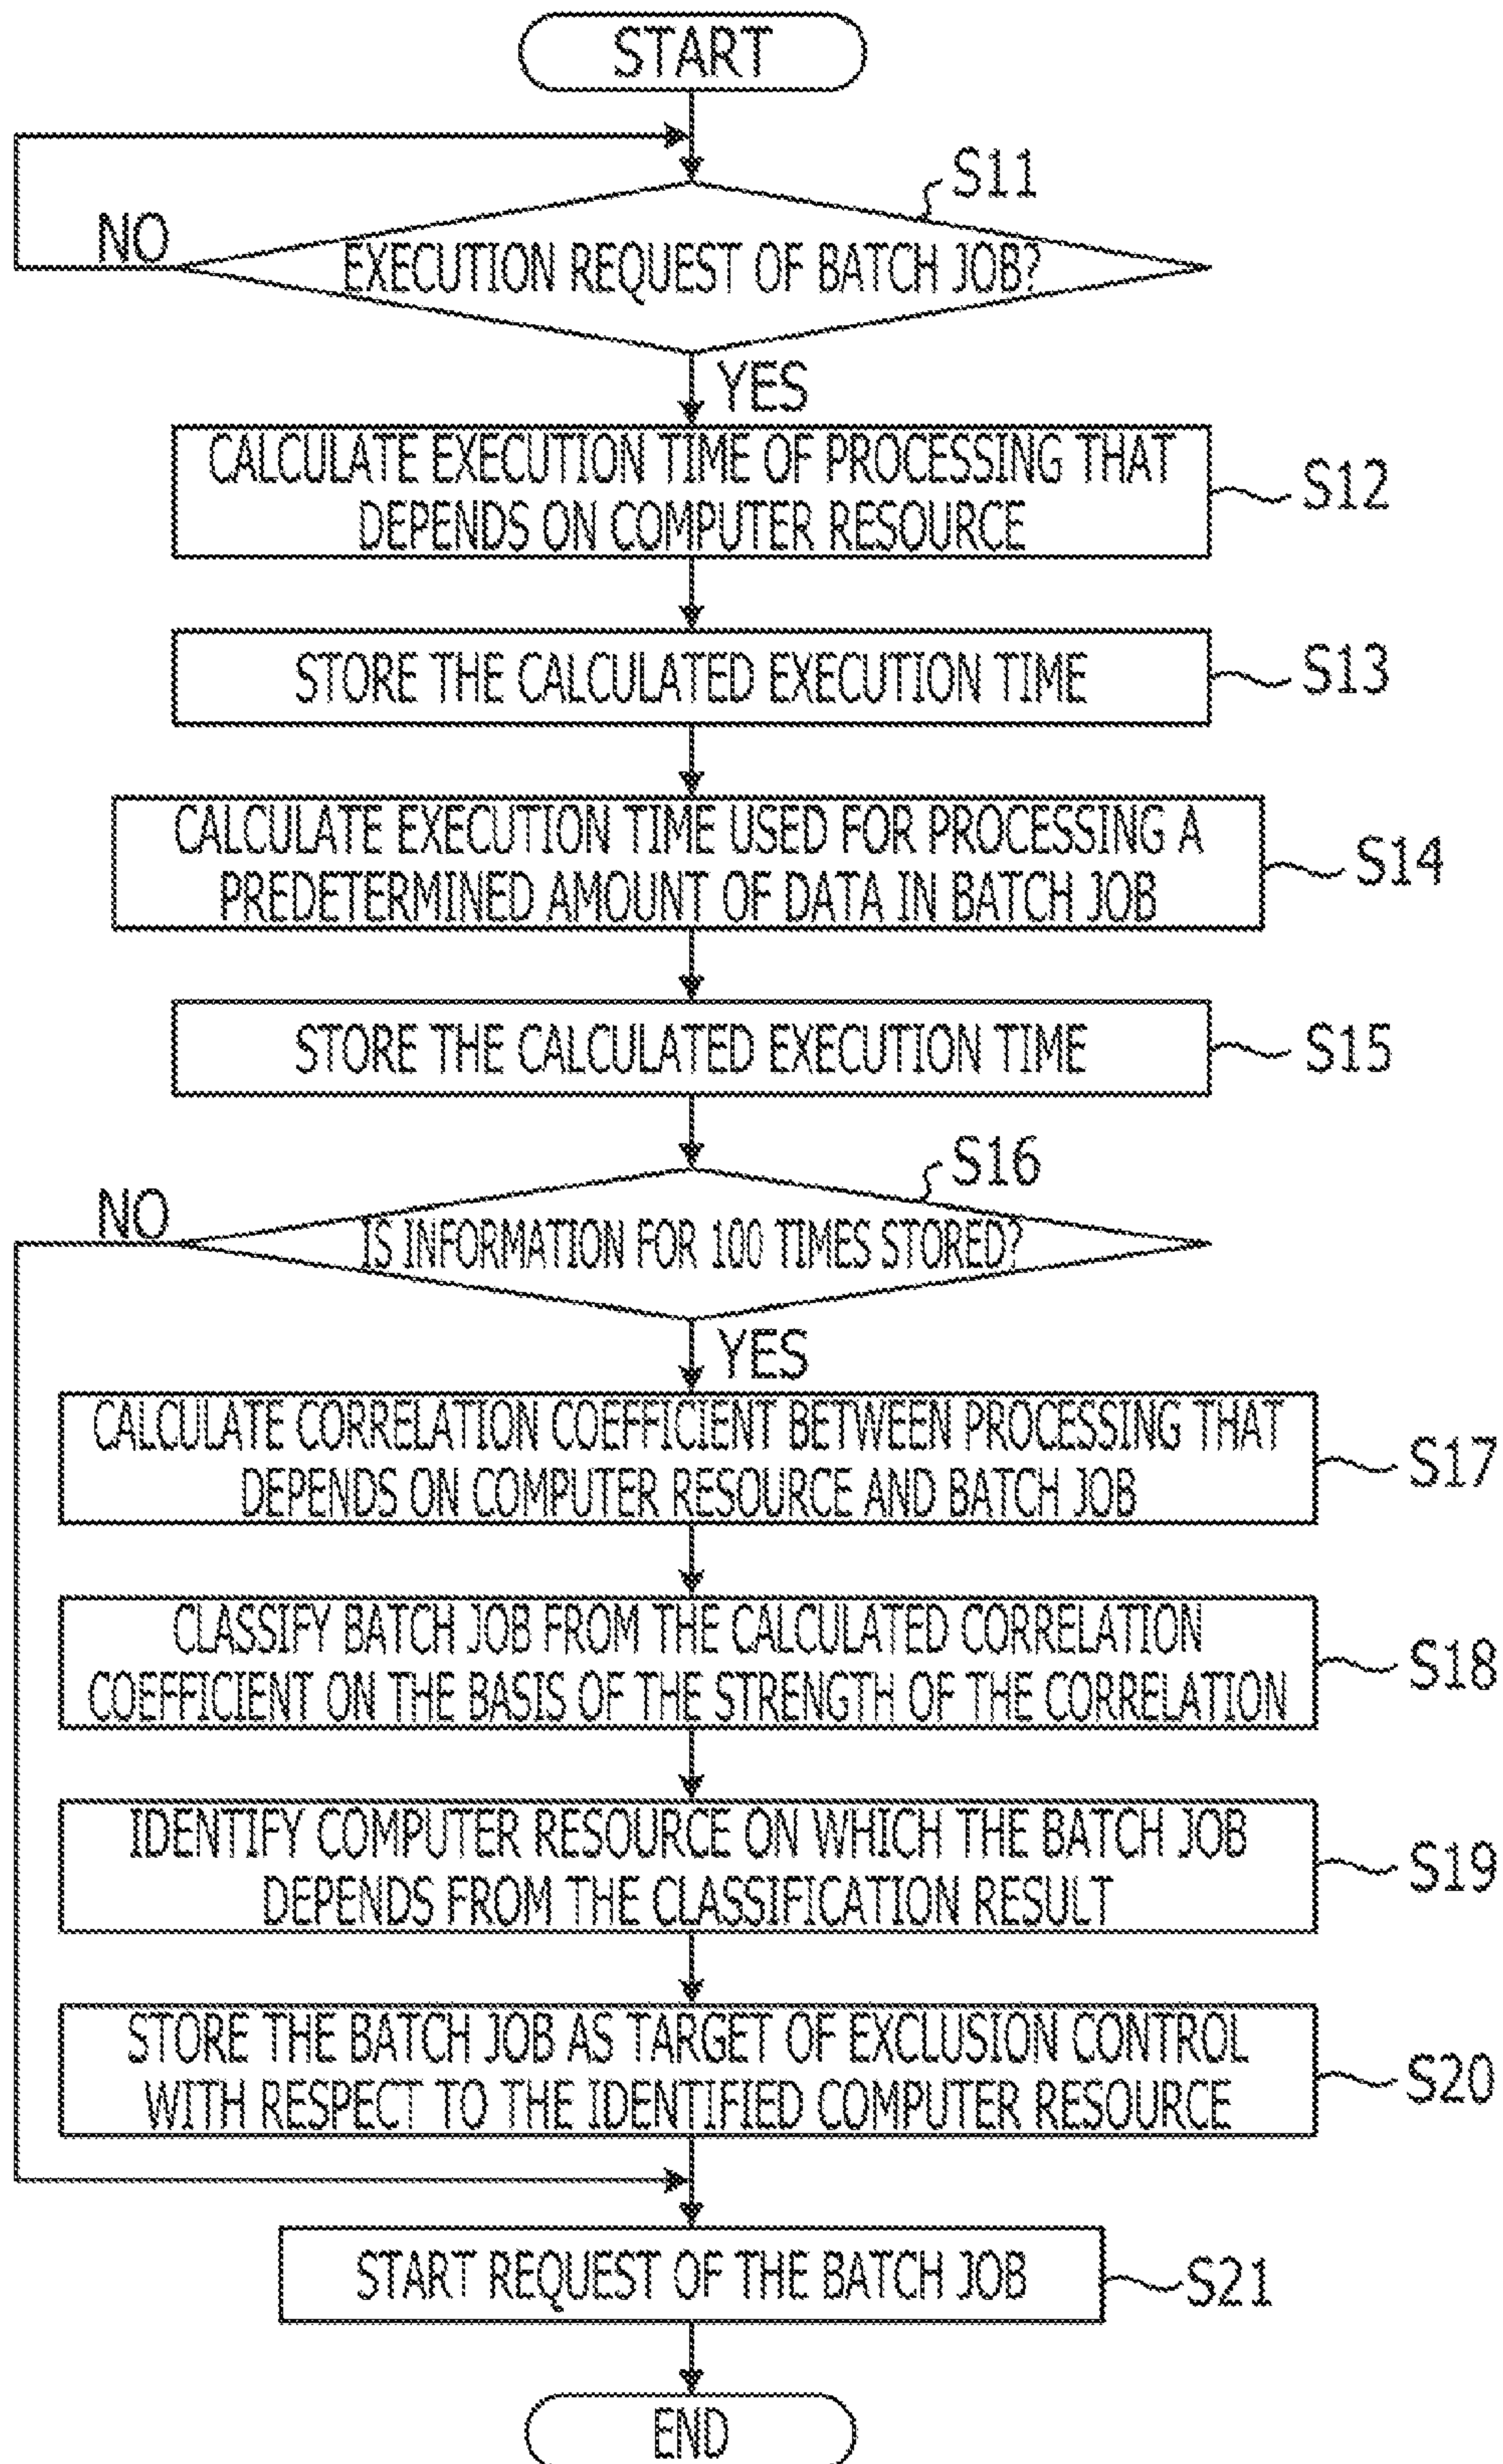 START
S11
NO
EXECUTION REQUEST OF BATCH JOB?
YES
CALCULATE EXECUTION TIME OF PROCESSING THAT
DEPENDS ON COMPUTER RESOURCE
S12
STORE THE CALCULATED EXECUTION TIME
S13
CALCULATE EXECUTION TIME USED FOR PROCESSING A
PREDETERMINED AMOUNT OF DATA IN BATCH JOB
S14
STORE THE CALCULATED EXECUTION TIME
S15
S16
NO
IS INFORMATION FOR 100 TIMES STORED?
YES
CALCULATE CORRELATION COEFFICIENT BETWEEN PROCESSING THAT
DEPENDS ON COMPUTER RESOURCE AND BATCH JOB
S17
CLASSIFY BATCH JOB FROM THE CALCULATED CORRELATION
COEFFICIENT ON THE BASIS OF THE STRENGTH OF THE CORRELATION
S18
IDENTIFY COMPUTER RESOURCE ON WHICH THE BATCH JOB
DEPENDS FROM THE CLASSIFICATION RESULT
S19
STORE THE BATCH JOB AS TARGET OF EXCLUSION CONTROL
WITH RESPECT TO THE IDENTIFIED COMPUTER RESOURCE
S20
START REQUEST OF THE BATCH JOB
S21
END